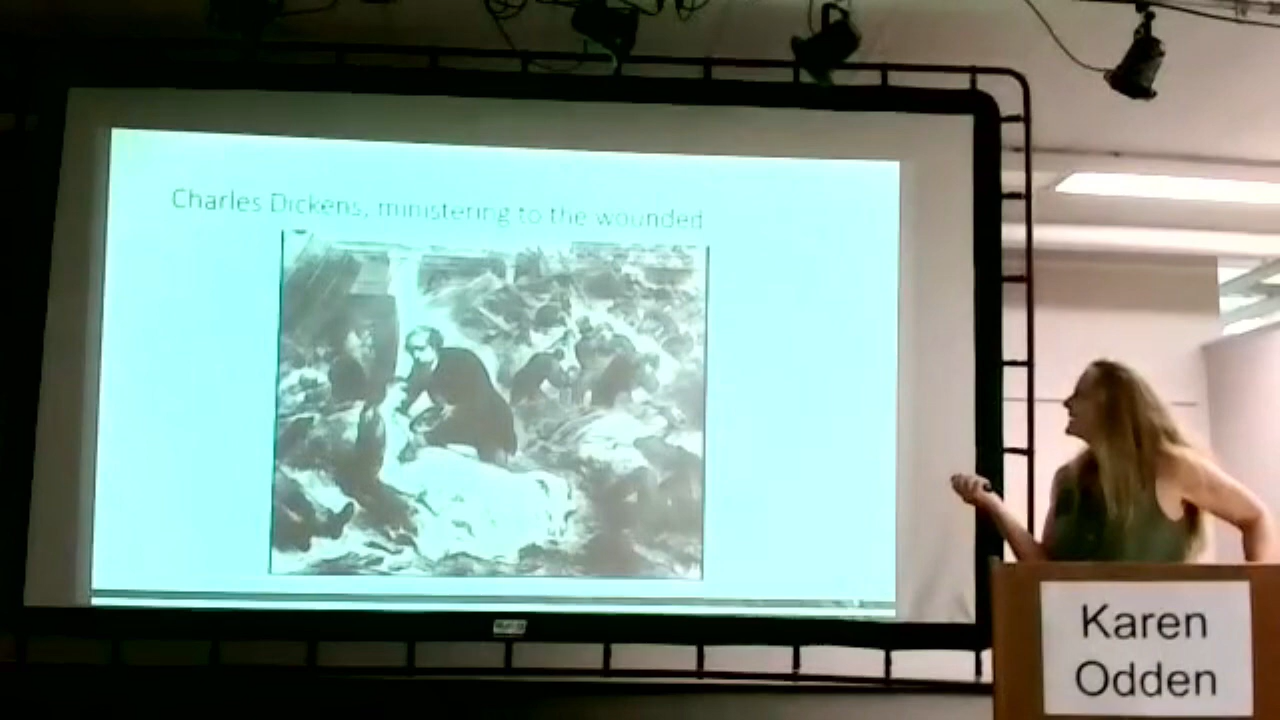 Charles Dickens, ministering to the wounded
Karen
Odden